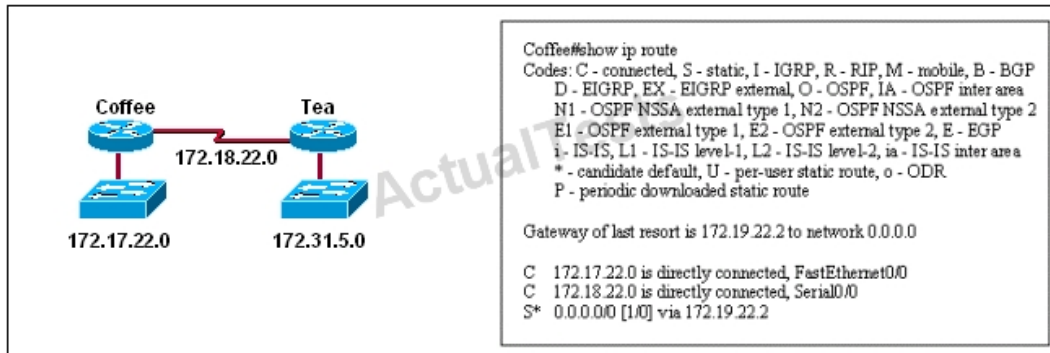 Coffee
Tea
172.18.22.0
172.17.22.0
172.31.5.0
Coffee#show ip route
Codes: C - connected, S - static, I - IGRP, R - RIP, M - mobile, B - BGP
D - EIGRP, EX - EIGRP external, O - OSPF, IA - OSPF inter area
N1 - OSPF NSSA external type 1, N2 - OSPF NSSA external type 2
E1 - OSPF external type 1, E2 - OSPF external type 2, E - EGP
i - IS-IS, L1 - IS-IS level-1, L2 - IS-IS level-2, ia - IS-IS inter area
* - candidate default, U - per-user static route, o - ODR
P - periodic downloaded static route
Gateway of last resort is 172.19.22.2 to network 0.0.0.0
C 172.17.22.0 is directly connected, FastEthernet0/0
C 172.18.22.0 is directly connected, Serial0/0
S* 0.0.0.0/0 [1/0] via 172.19.22.2
ActualTests